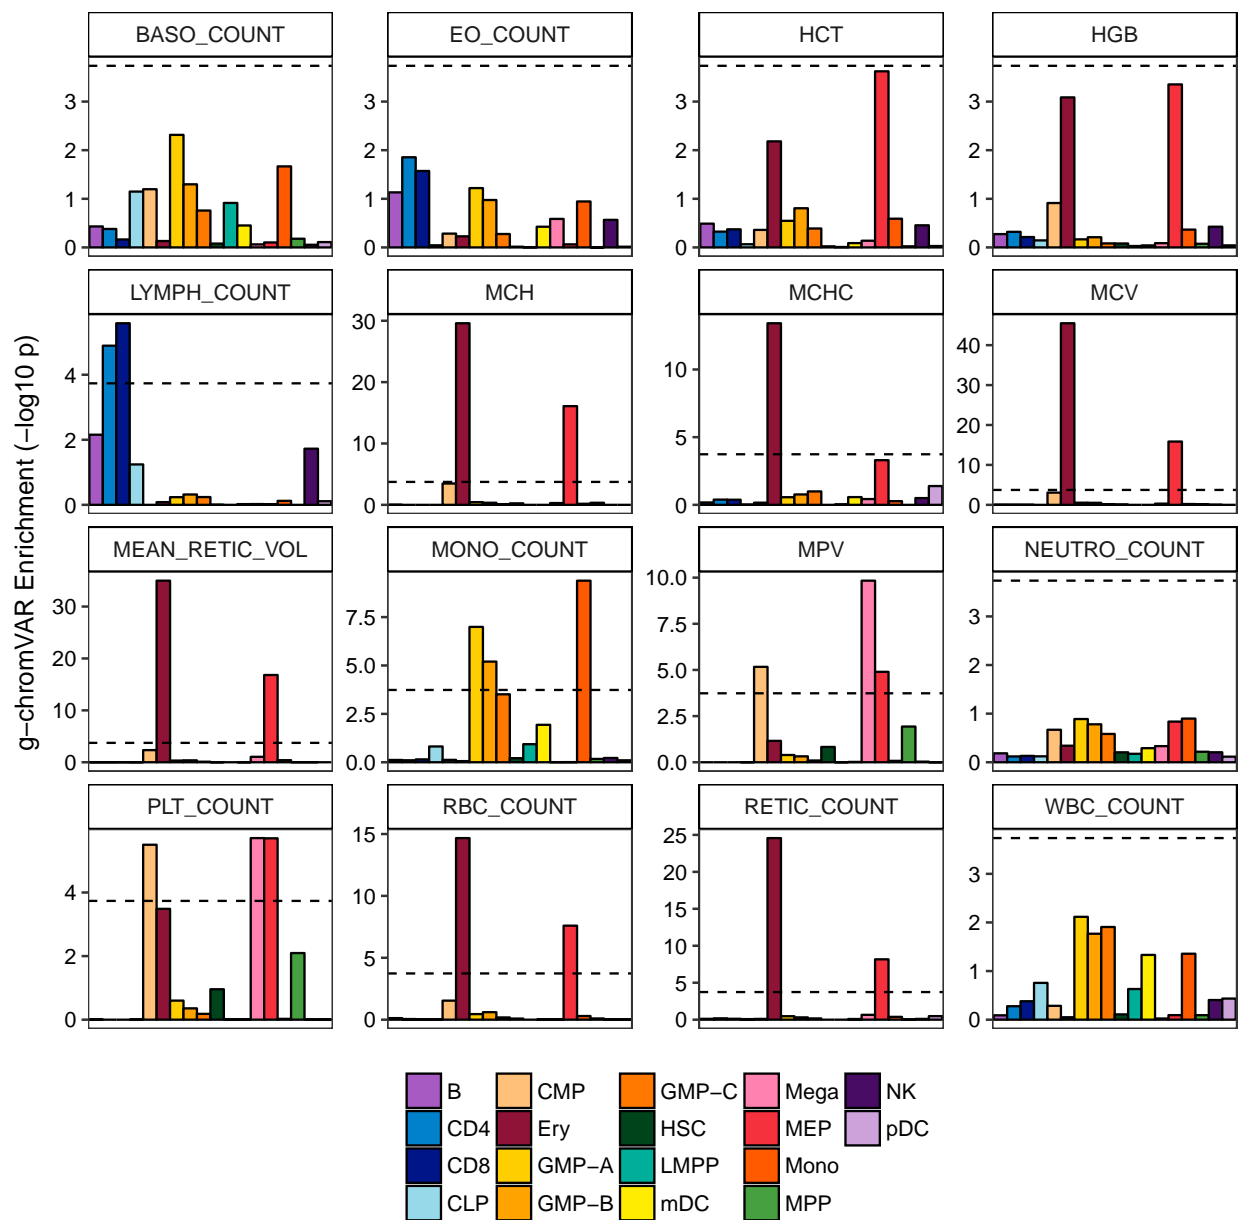 g−chromVAR Enrichment (−log10 p)
BASO_COUNT
3
2
1
0
EO_COUNT
3
2
1
0
HCT
3
2
1
0
HGB
3
2
1
0
LYMPH_COUNT
4
2
0
MCH
30
20
10
0
MCHC
10
5
0
MCV
40
30
20
10
0
MEAN_RETIC_VOL
30
20
10
0
MONO_COUNT
7.5
5.0
2.5
0.0
MPV
10.0
7.5
5.0
2.5
0.0
NEUTRO_COUNT
3
2
1
0
PLT_COUNT
4
2
0
RBC_COUNT
15
10
5
0
RETIC_COUNT
25
20
15
10
5
0
WBC_COUNT
3
2
1
0
B
CD4
CD8
CLP
CMP
Ery
GMP−A
GMP−B
GMP−C
HSC
LMPP
mDC
Mega
MEP
Mono
MPP
NK
pDC